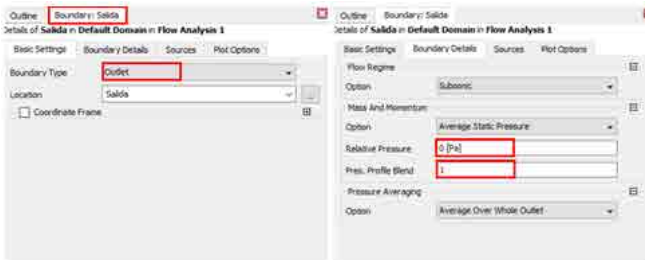 Outline Boundary: Salida
Details of Salida in Default Domain in Flow Analysis 1
Basic Settings Boundary Details Sources Plot Options
Boundary Type Outlet
Location Salida ...
Coordinate Frame
Outline Boundary: Salida
Details of Salida in Default Domain in Flow Analysis 1
Basic Settings Boundary Details Sources Plot Options
Flow Regime
Option Subsonic
Mass And Momentum
Option Average Static Pressure
Relative Pressure 0 [Pa]
Pres. Profile Blend 1
Pressure Averaging
Option Average Over Whole Outlet